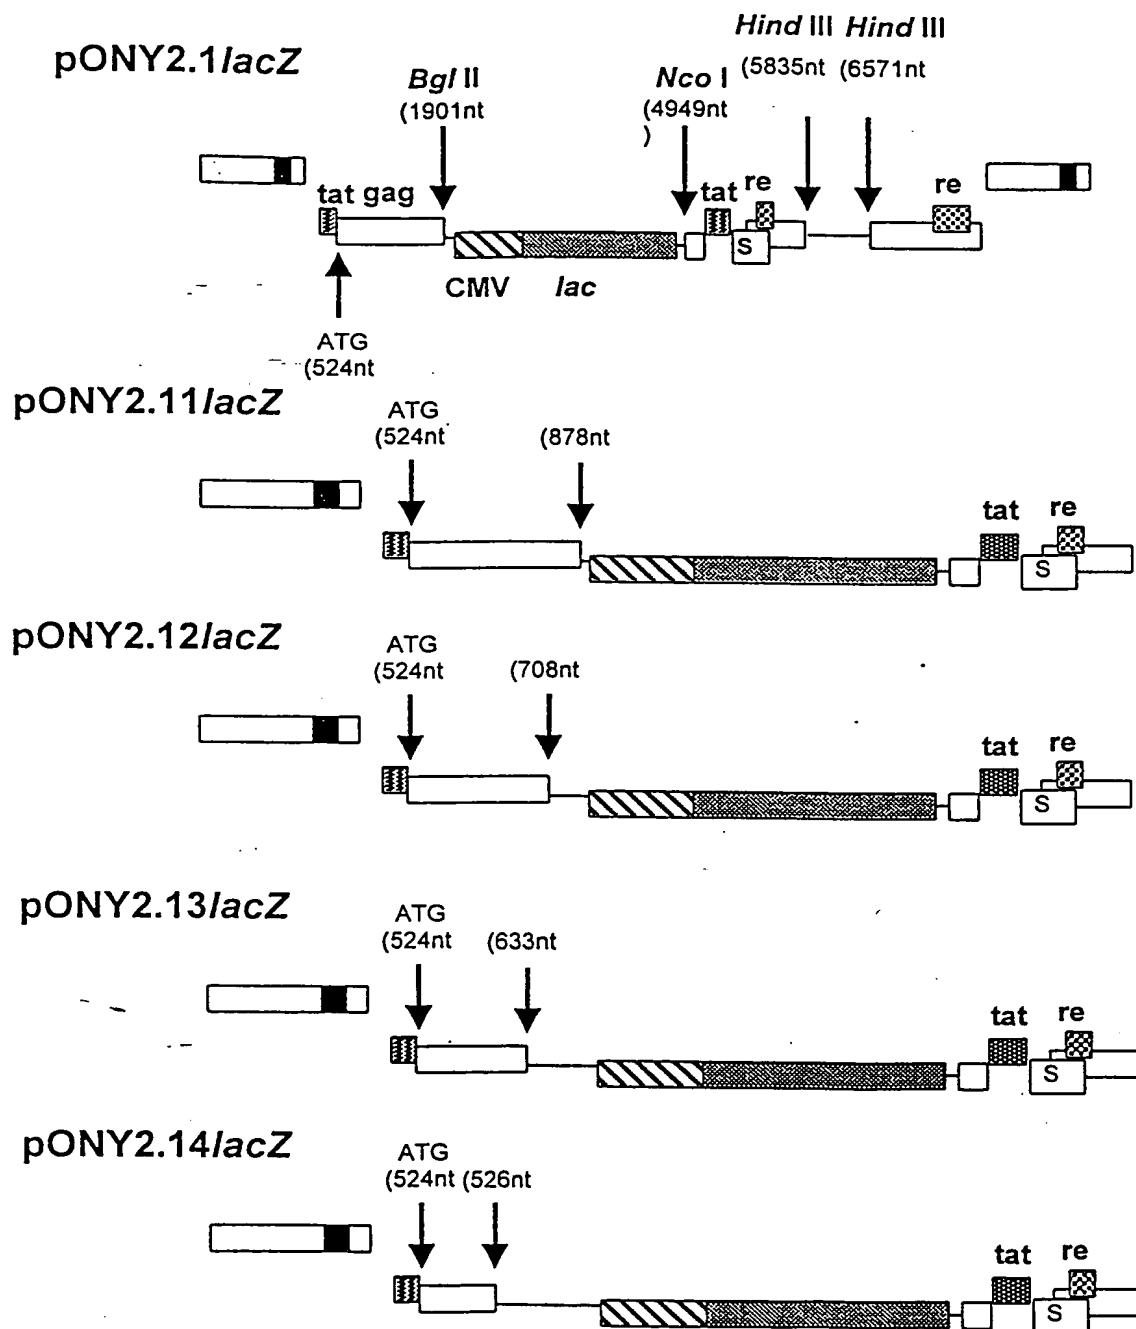 Hind III Hind III
pONY2.1lacZ
(5835nt (6571nt
Bgl II
Nco I
(1901nt
(4949nt
)
tat gag
tat re
re
S
CMV lac
ATG
(524nt
pONY2.11lacZ
ATG
(524nt (878nt
tat re
S
pONY2.12lacZ
ATG
(524nt (708nt
tat re
S
pONY2.13lacZ
ATG
(524nt (633nt
tat re
S
pONY2.14lacZ
ATG
(524nt (526nt
tat re
S